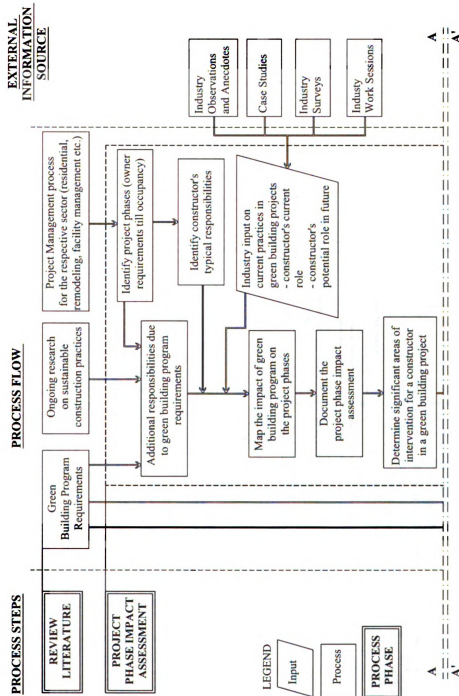 PROCESS STEPS
PROCESS FLOW
EXTERNAL
INFORMATION
SOURCE
REVIEW
LITERATURE
Green
Building Program
Requirements
Ongoing research
on sustainable
construction practices
Project Management process
for the respective sector (residential,
remodeling, facility management etc.)
PROJECT
PHASE IMPACT
ASSESSMENT
Identify project phases (owner
requirements till occupancy)
Additional responsibilities due
to green building program
requirements
Identify constructor's
typical responsibilities
Industry
Observations
and Anecdotes
Case Studies
Industry
Surveys
Industy
Work Sessions
Industry input on
current practices in
green building projects
- constructor's current
role
- constructor's
potential role in future
Map the impact of green
building program on
the project phases
Document the
project phase impact
assessment
Determine significant areas of
intervention for a constructor
in a green building project
LEGEND
Input
Process
PROCESS
PHASE
A
A
A'
A'